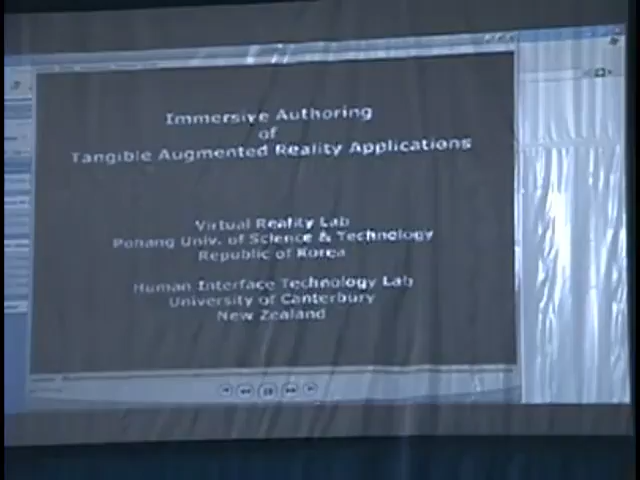 Immersive Authoring
of
Tangible Augmented Reality Applications
Virtual Reality Lab
Pohang Univ. of Science & Technology
Republic of Korea
Human Interface Technology Lab
University of Canterbury
New Zealand